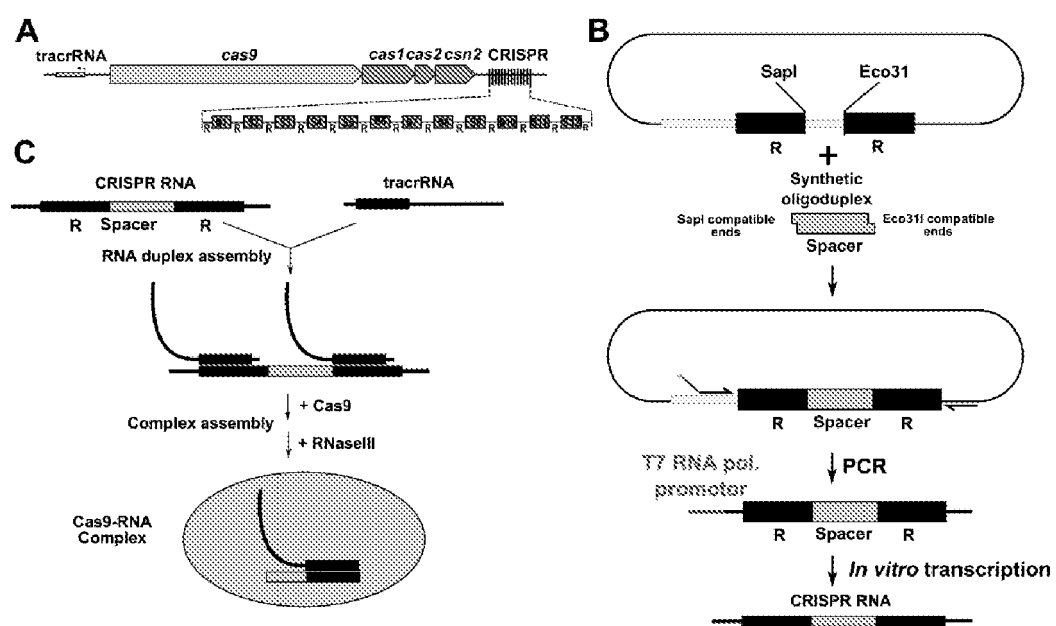 A
tracrRNA
cas9
cas1 cas2 csn2 CRISPR
R R R R R R R R R R R R R
B
SapI
Eco31
R
R
+
Synthetic
oligoduplex
SapI compatible
ends
Eco31I compatible
ends
Spacer
R
Spacer
R
PCR
T7 RNA pol.
promotor
R
Spacer
R
In vitro transcription
CRISPR RNA
C
CRISPR RNA
tracrRNA
R
Spacer
R
RNA duplex assembly
+ Cas9
Complex assembly
+ RNaseIII
Cas9-RNA
Complex